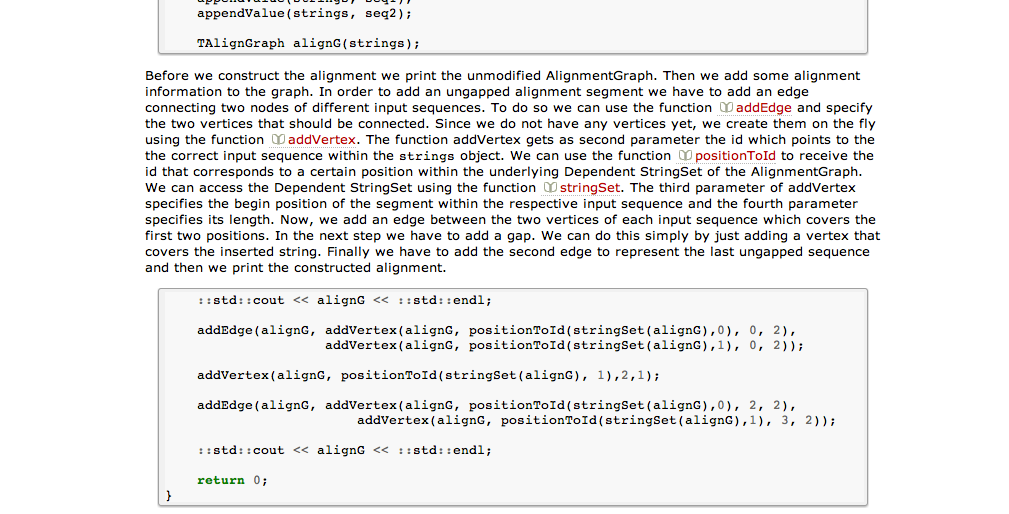 appendValue(strings, seq2);
TAlignGraph alignG(strings);
Before we construct the alignment we print the unmodified AlignmentGraph. Then we add some alignment
information to the graph. In order to add an ungapped alignment segment we have to add an edge
connecting two nodes of different input sequences. To do so we can use the function addEdge and specify
the two vertices that should be connected. Since we do not have any vertices yet, we create them on the fly
using the function addVertex. The function addVertex gets as second parameter the id which points to the
the correct input sequence within the strings object. We can use the function positionToId to receive the
id that corresponds to a certain position within the underlying Dependent StringSet of the AlignmentGraph.
We can access the Dependent StringSet using the function stringSet. The third parameter of addVertex
specifies the begin position of the segment within the respective input sequence and the fourth parameter
specifies its length. Now, we add an edge between the two vertices of each input sequence which covers the
first two positions. In the next step we have to add a gap. We can do this simply by just adding a vertex that
covers the inserted string. Finally we have to add the second edge to represent the last ungapped sequence
and then we print the constructed alignment.
::std::cout << alignG << ::std::endl;
addEdge(alignG, addVertex(alignG, positionToId(stringSet(alignG),0), 0, 2),
addVertex(alignG, positionToId(stringSet(alignG),1), 0, 2));
addVertex(alignG, positionToId(stringSet(alignG), 1),2,1);
addEdge(alignG, addVertex(alignG, positionToId(stringSet(alignG),0), 2, 2),
addVertex(alignG, positionToId(stringSet(alignG),1), 3, 2));
::std::cout << alignG << ::std::endl;
return 0;
}